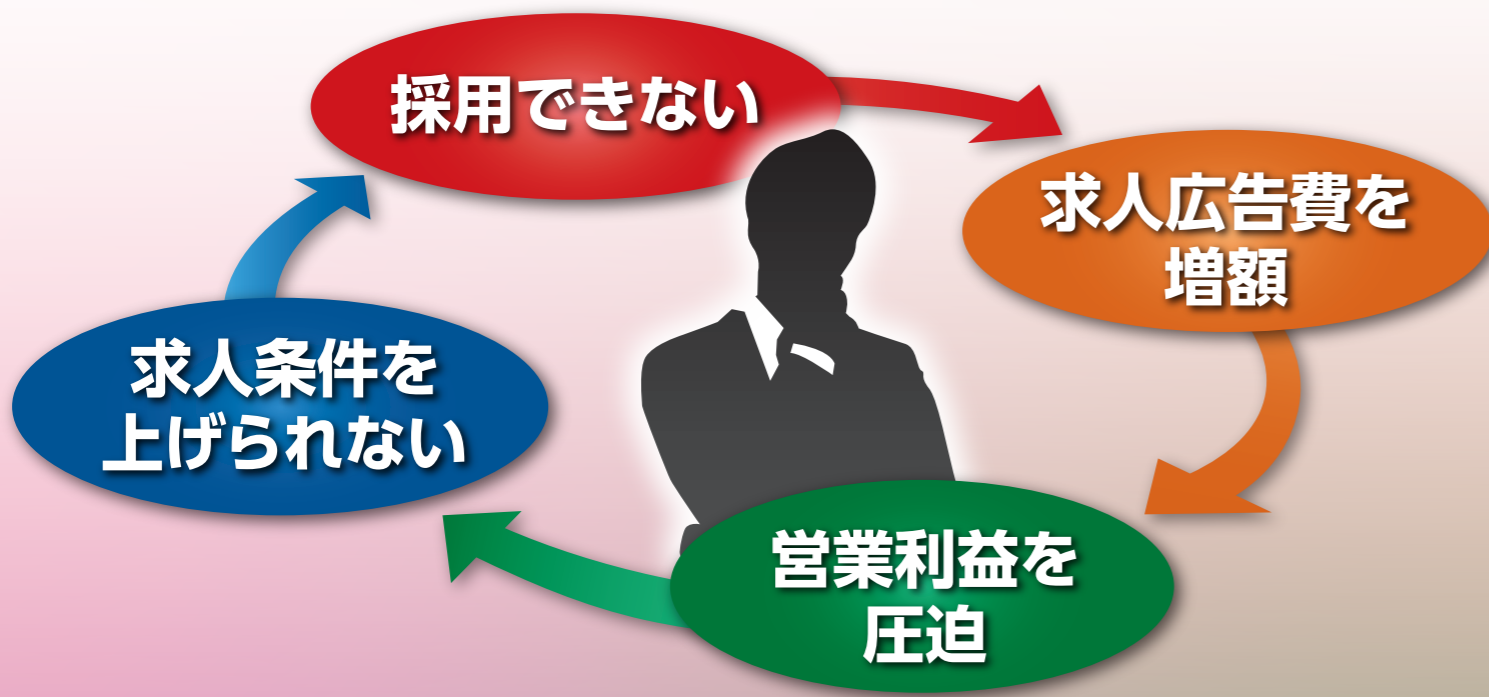 採用できない
求人広告費を
増額
営業利益を
圧迫
求人条件を
上げられない